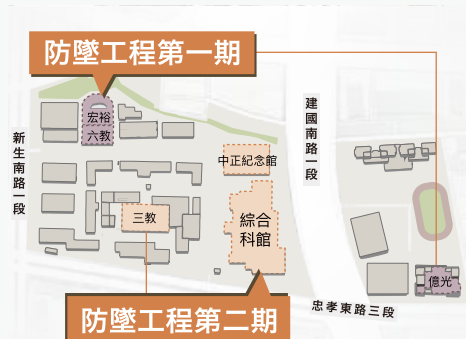 防墜工程第一期
宏裕
六教
新生南路一段
建國南路一段
中正紀念館
三教
綜合
科館
億光
忠孝東路三段
防墜工程第二期